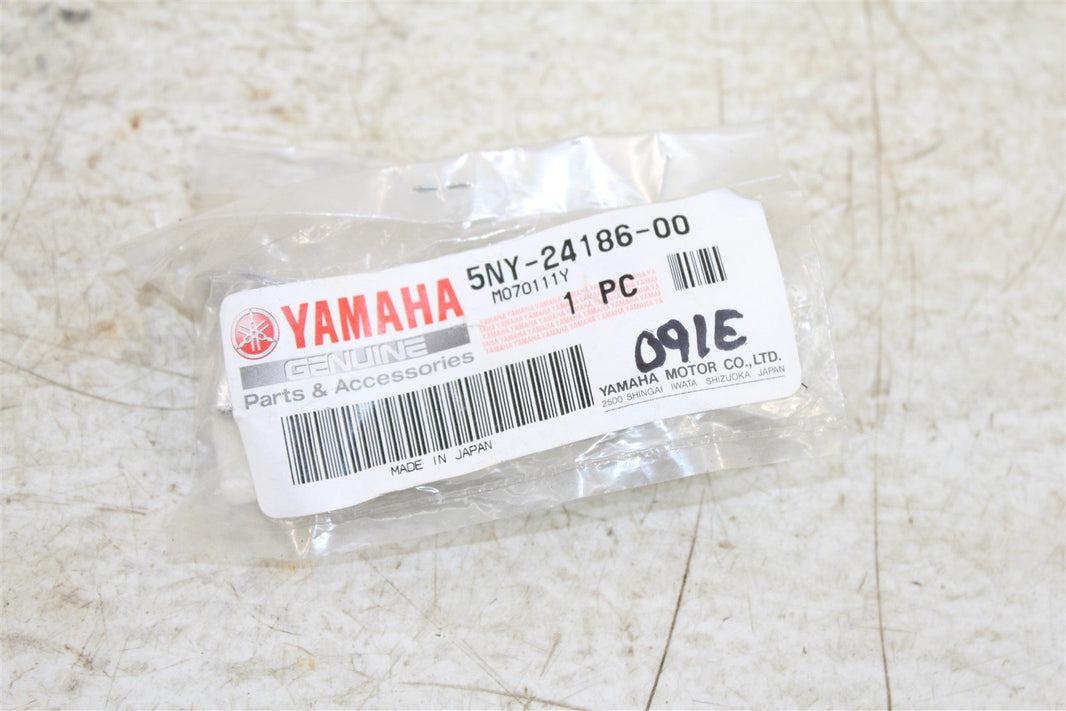 5NY-24186-00
M070111Y
1 PC
YAMAHA
GENUINE
Parts & Accessories
091E
YAMAHA MOTOR CO., LTD.
2500 SHINGAI IWATA SHIZUOKA JAPAN
MADE IN JAPAN